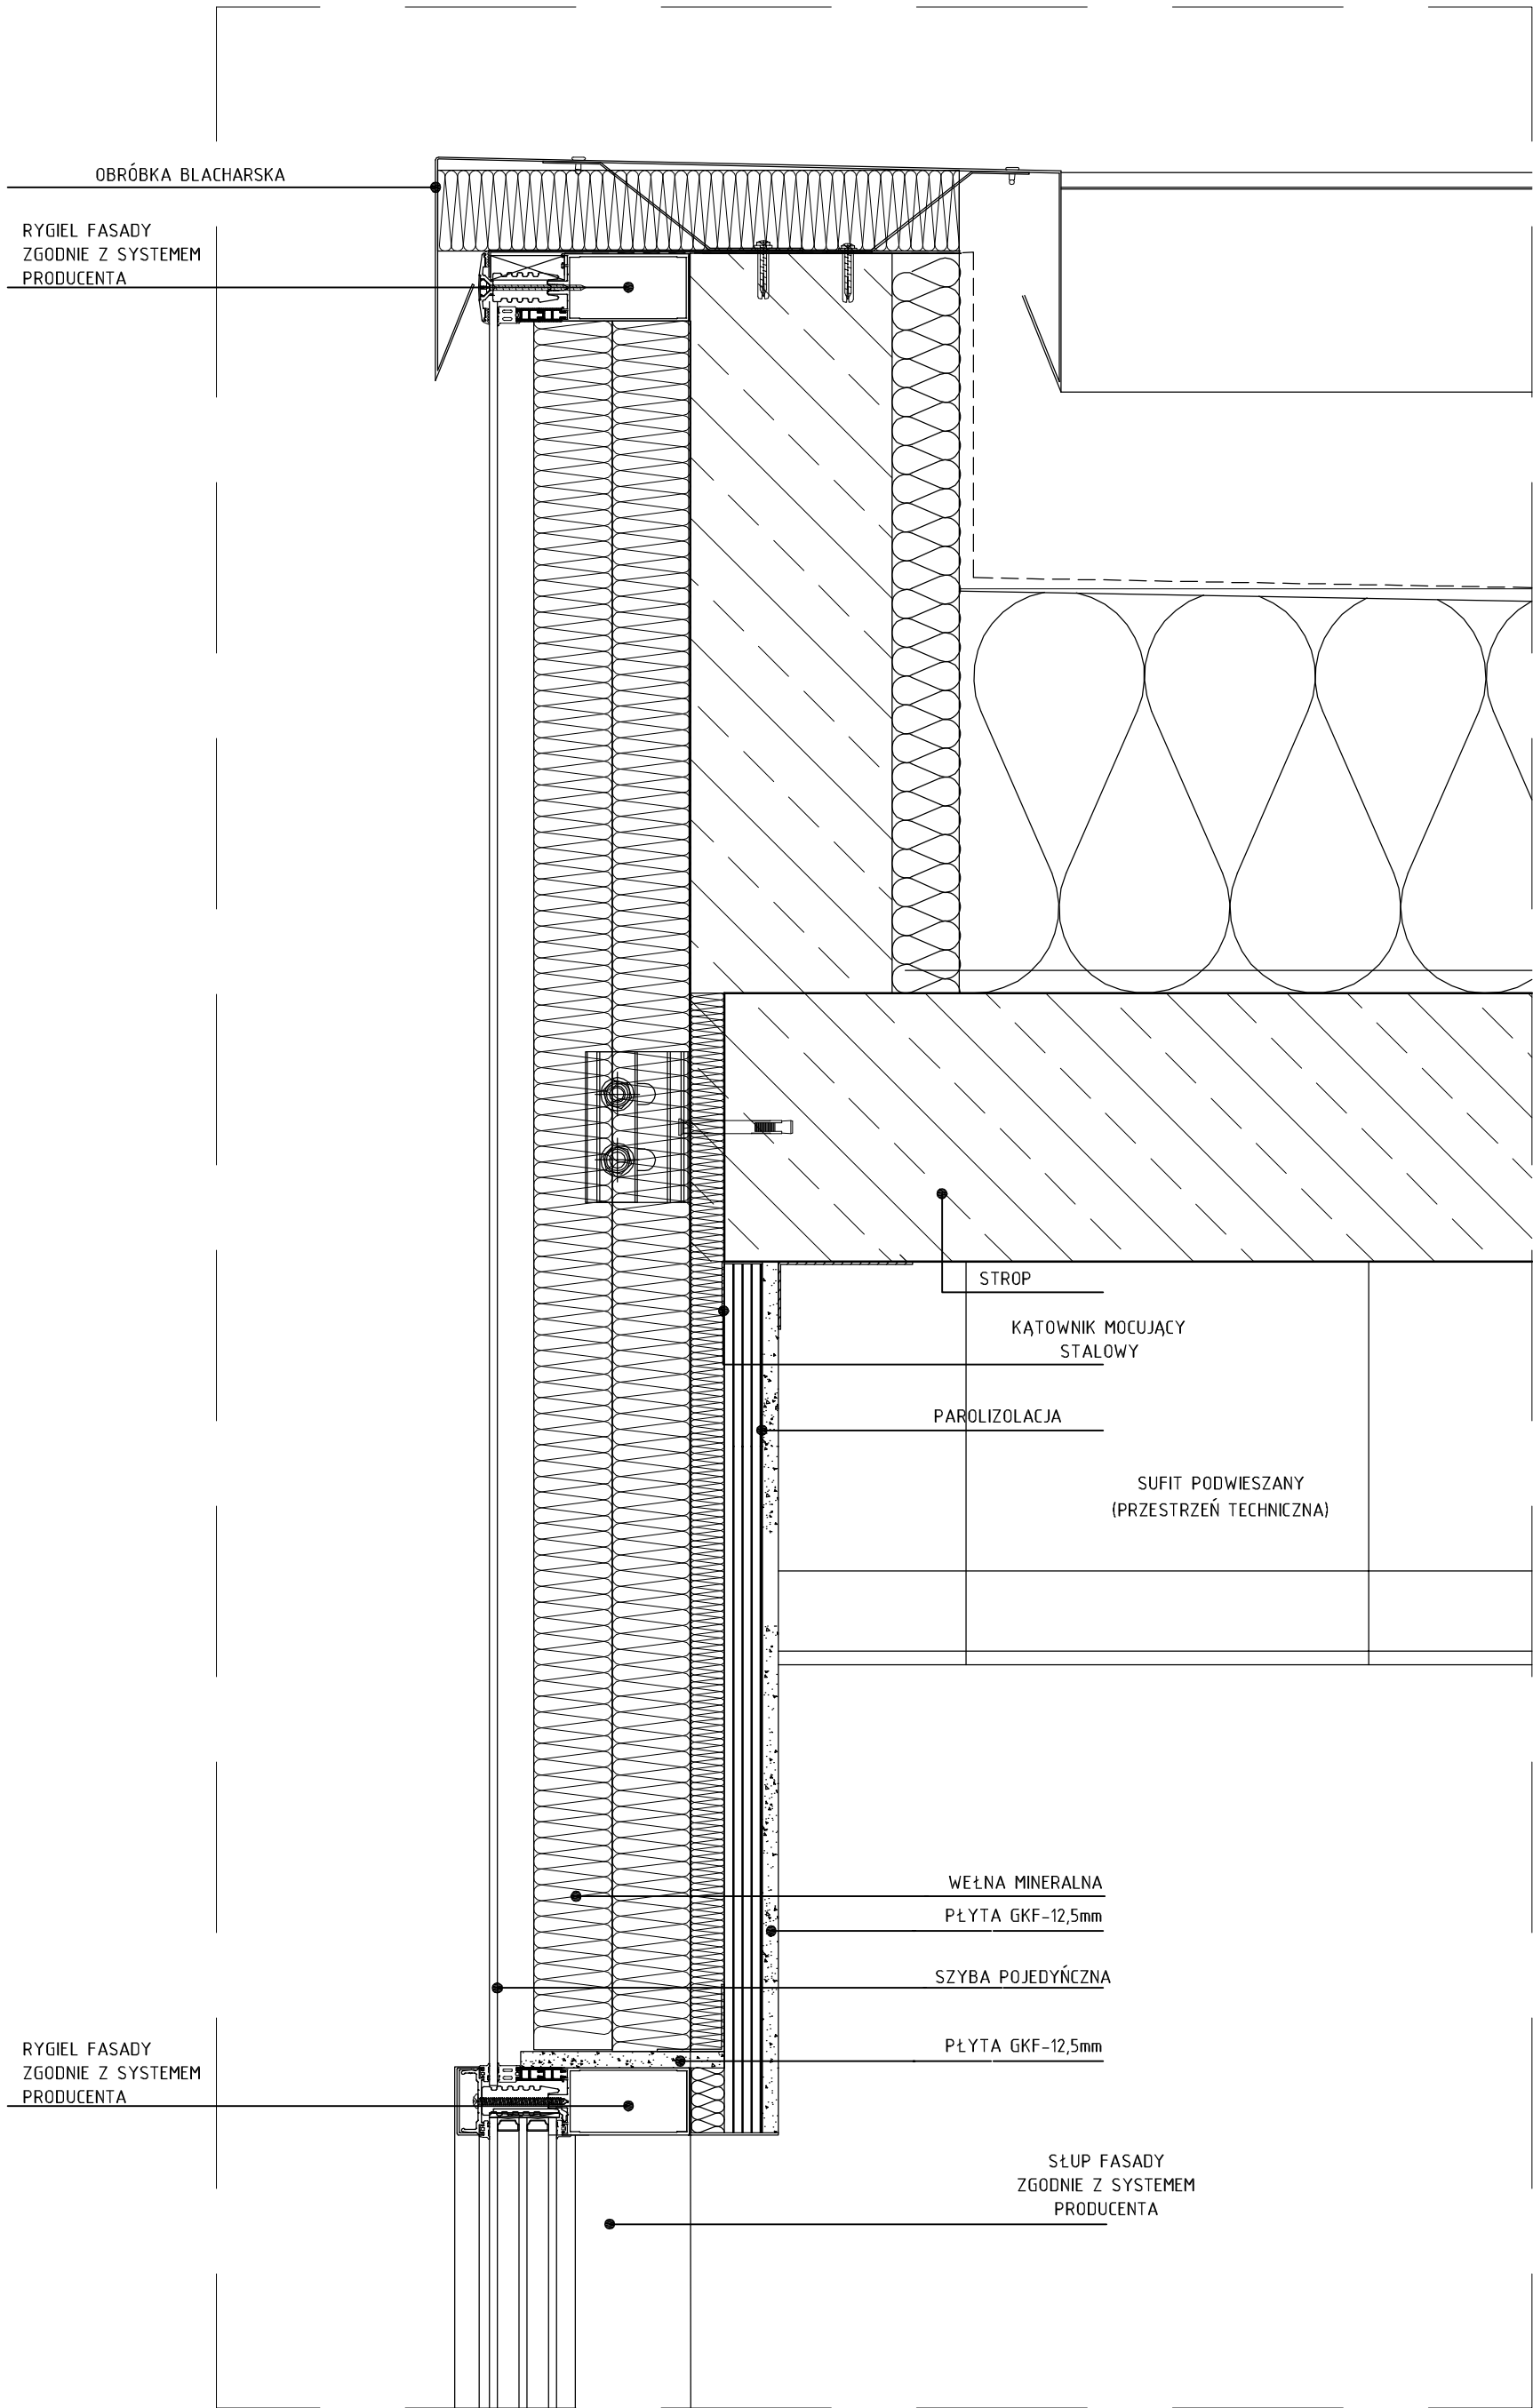 OBRÓBKA BLACHARSKA
RYGIEL FASADY
ZGODNIE Z SYSTEMEM
PRODUCENTA
STROP
KĄTOWNIK MOCUJĄCY
STALOWY
PAROLIZOLACJA
SUFIT PODWIESZANY
(PRZESTRZEŃ TECHNICZNA)
WEŁNA MINERALNA
PŁYTA GKF-12,5mm
SZYBA POJEDYŃCZNA
PŁYTA GKF-12,5mm
RYGIEL FASADY
ZGODNIE Z SYSTEMEM
PRODUCENTA
SŁUP FASADY
ZGODNIE Z SYSTEMEM
PRODUCENTA